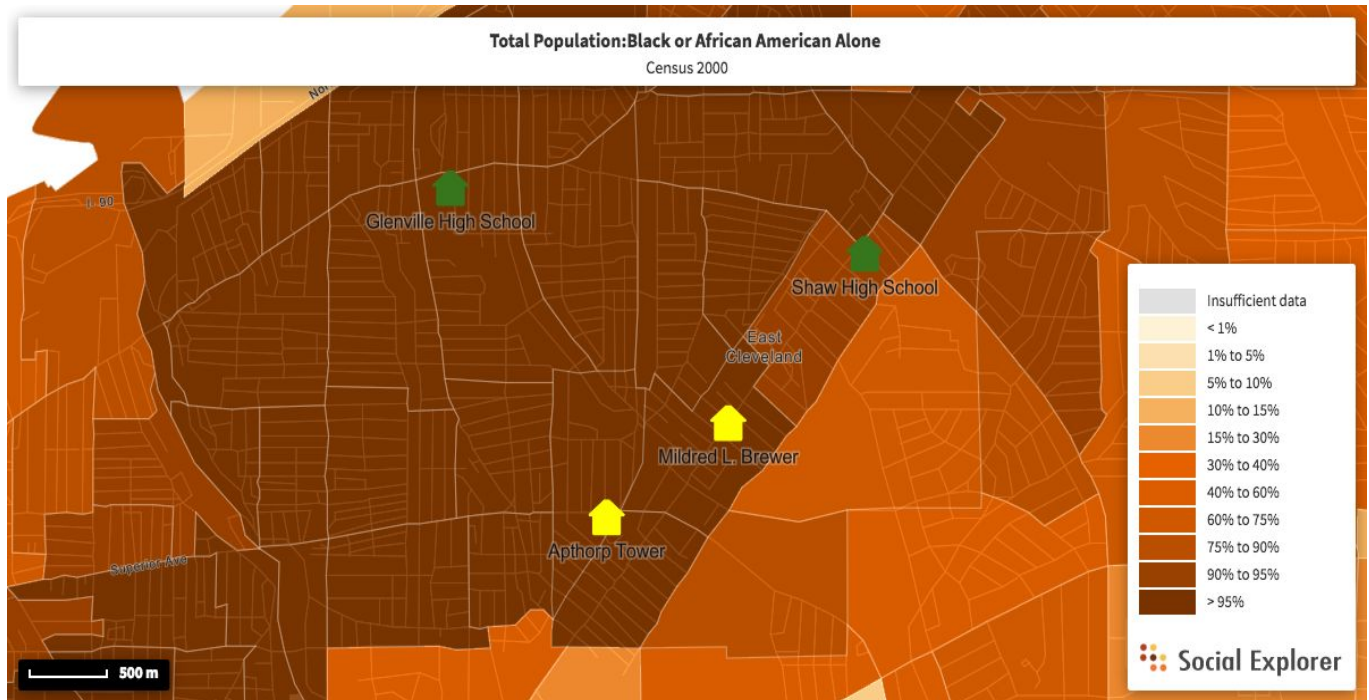 Total Population:Black or African American Alone
Census 2000
Nor
I- 90
Glenville High School
Shaw High School
East
Cleveland
Mildred L. Brewer
Apthorp Tower
Superior Ave
500 m
Insufficient data
< 1%
1% to 5%
5% to 10%
10% to 15%
15% to 30%
30% to 40%
40% to 60%
60% to 75%
75% to 90%
90% to 95%
> 95%
Social Explorer